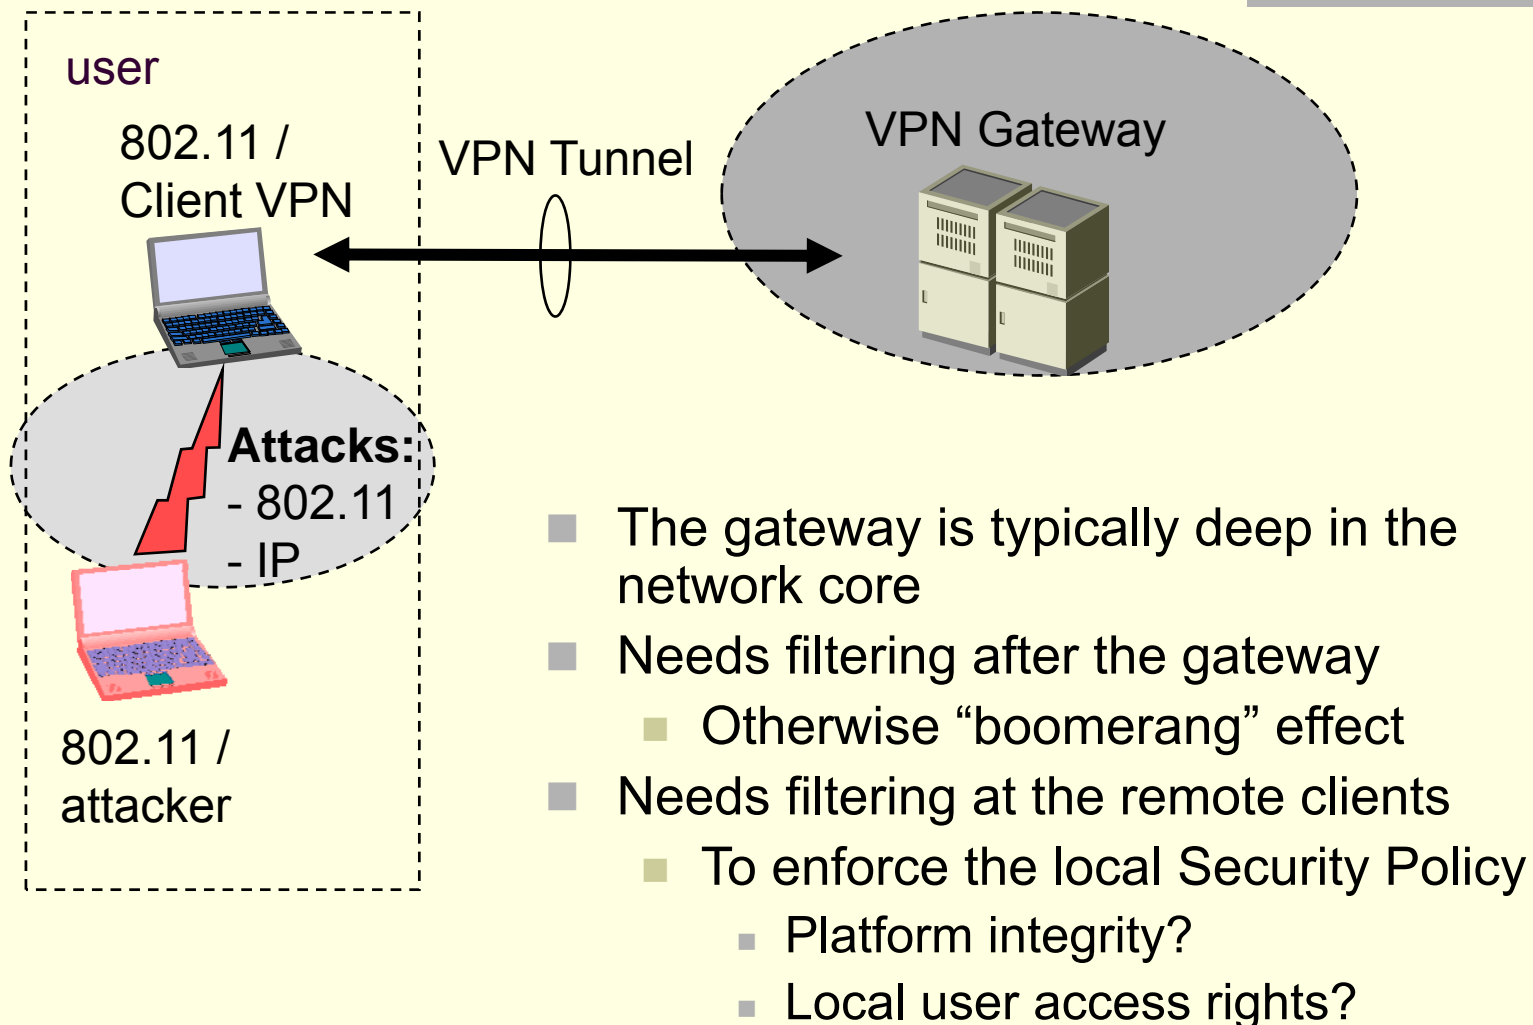 user
802.11 /
Client VPN
VPN Tunnel
VPN Gateway
Attacks:
- 802.11
- IP
802.11 /
attacker
The gateway is typically deep in the
network core
Needs filtering after the gateway
Otherwise “boomerang” effect
Needs filtering at the remote clients
To enforce the local Security Policy
Platform integrity?
Local user access rights?